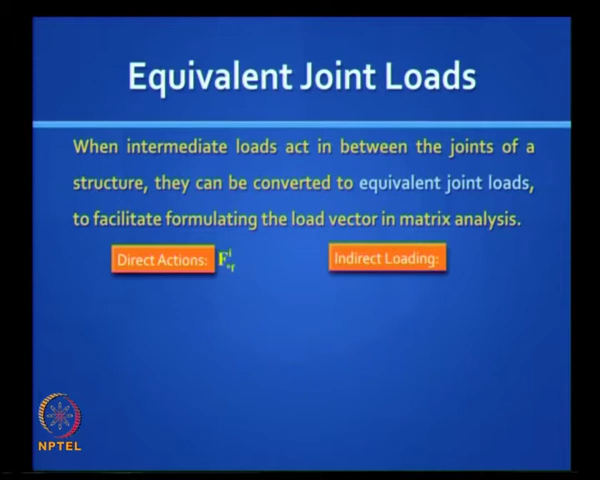 Equivalent Joint Loads
When intermediate loads act in between the joints of a
structure, they can be converted to equivalent joint loads,
to facilitate formulating the load vector in matrix analysis.
Direct Actions: F^i_*f
Indirect Loading:
NPTEL